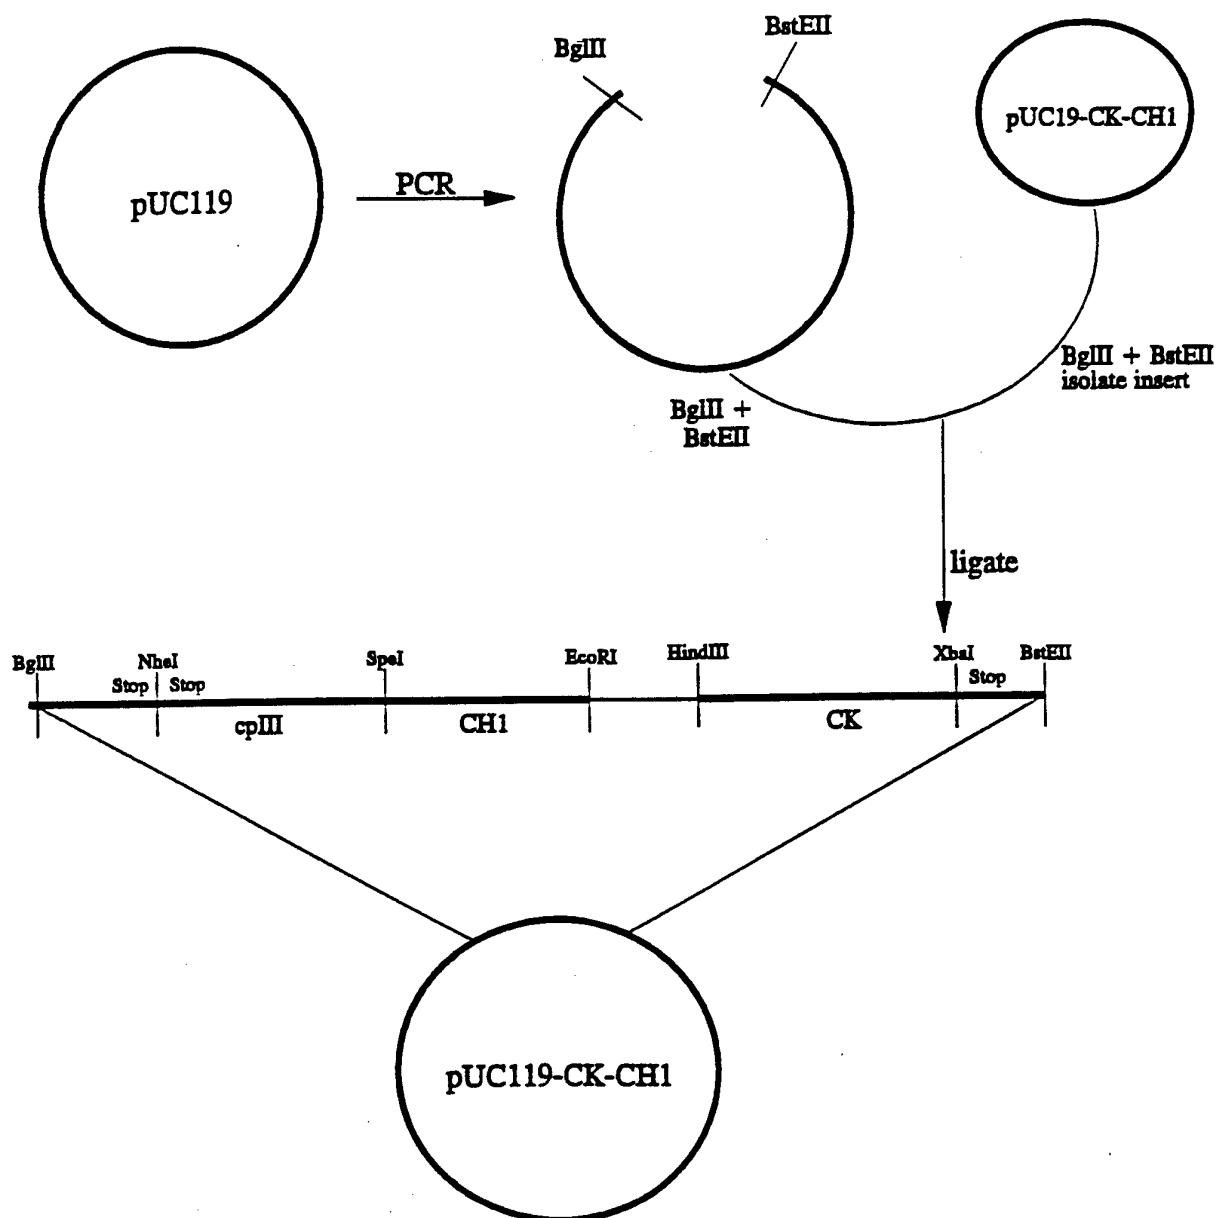 BglII
BstEII
pUC119
PCR
pUC19-CK-CH1
BglII + BstEII
isolate insert
BglII +
BstEII
ligate
BglII
NheI
SpeI
EcoRI
HindIII
XbaI
BstEII
Stop
Stop
Stop
cpIII
CH1
CK
pUC119-CK-CH1